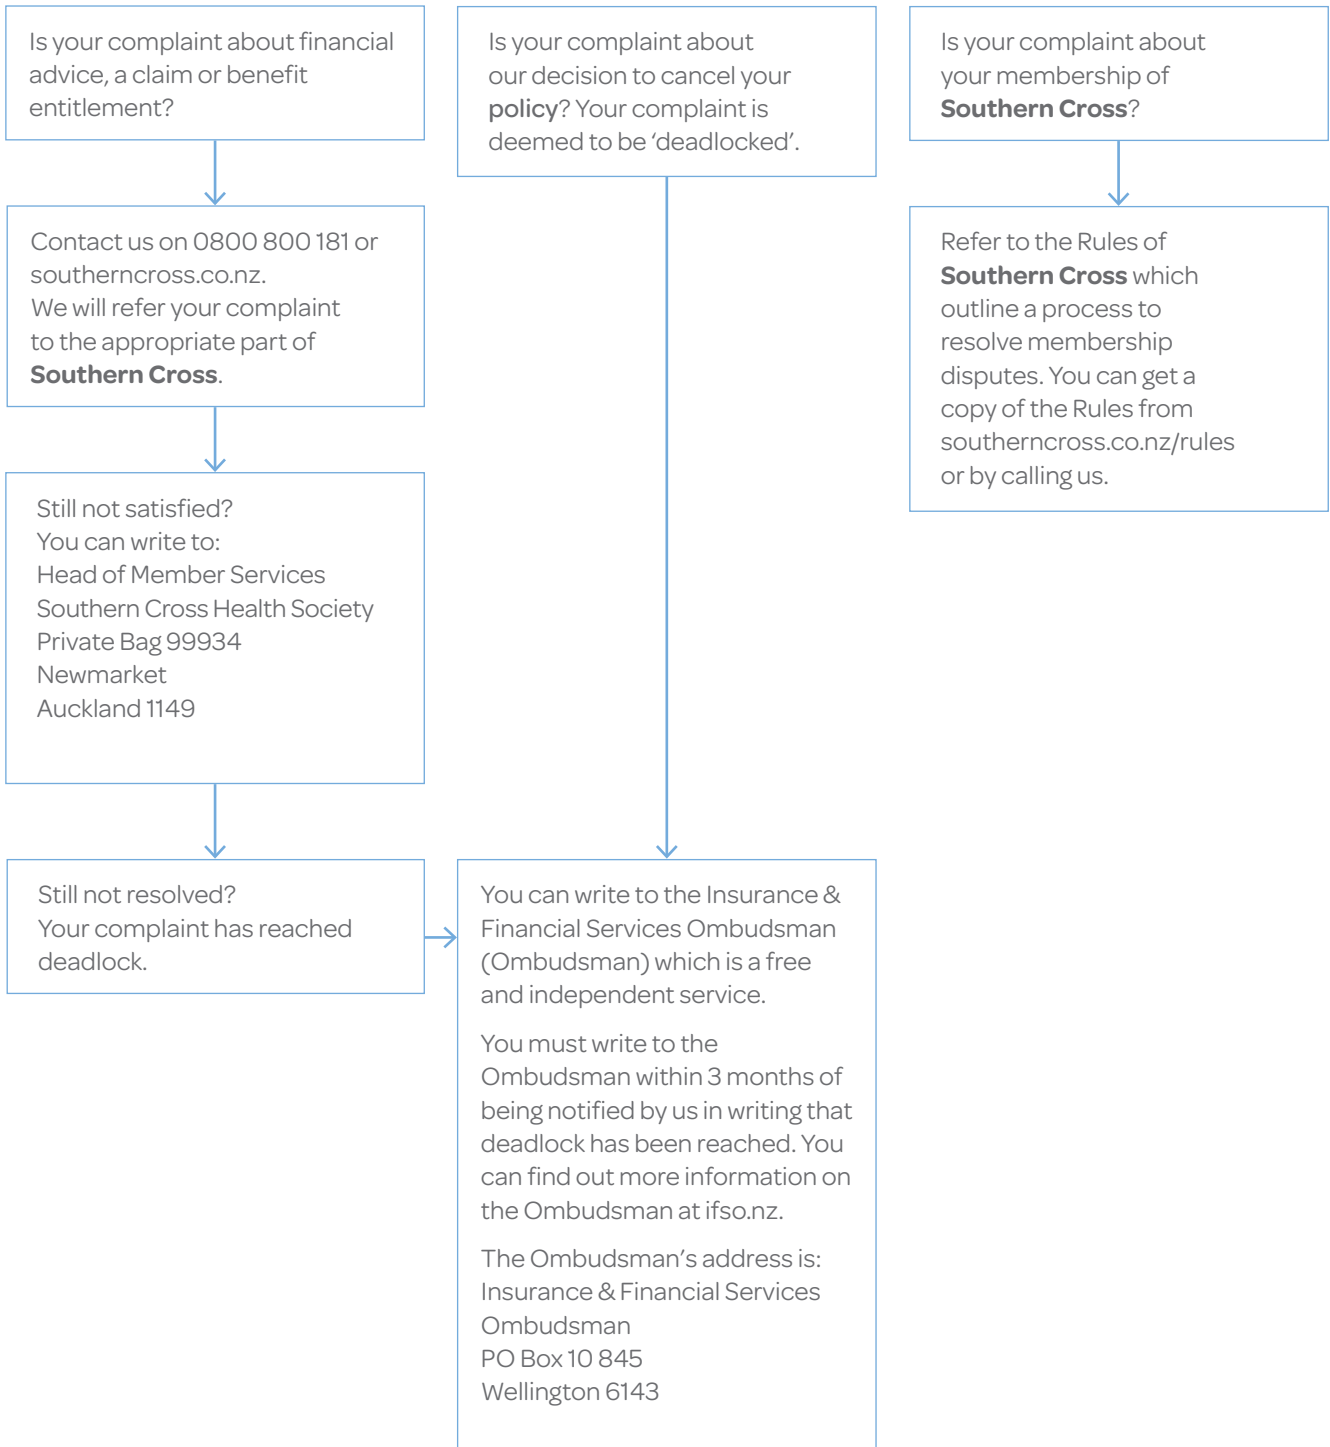 Is your complaint about financial
advice, a claim or benefit
entitlement?
Contact us on 0800 800 181 or
southerncross.co.nz.
We will refer your complaint
to the appropriate part of
Southern Cross.
Still not satisfied?
You can write to:
Head of Member Services
Southern Cross Health Society
Private Bag 99934
Newmarket
Auckland 1149
Still not resolved?
Your complaint has reached
deadlock.
Is your complaint about
our decision to cancel your
policy? Your complaint is
deemed to be ‘deadlocked’.
You can write to the Insurance &
Financial Services Ombudsman
(Ombudsman) which is a free
and independent service.
You must write to the
Ombudsman within 3 months of
being notified by us in writing that
deadlock has been reached. You
can find out more information on
the Ombudsman at ifso.nz.
The Ombudsman’s address is:
Insurance & Financial Services
Ombudsman
PO Box 10 845
Wellington 6143
Is your complaint about
your membership of
Southern Cross?
Refer to the Rules of
Southern Cross which
outline a process to
resolve membership
disputes. You can get a
copy of the Rules from
southerncross.co.nz/rules
or by calling us.